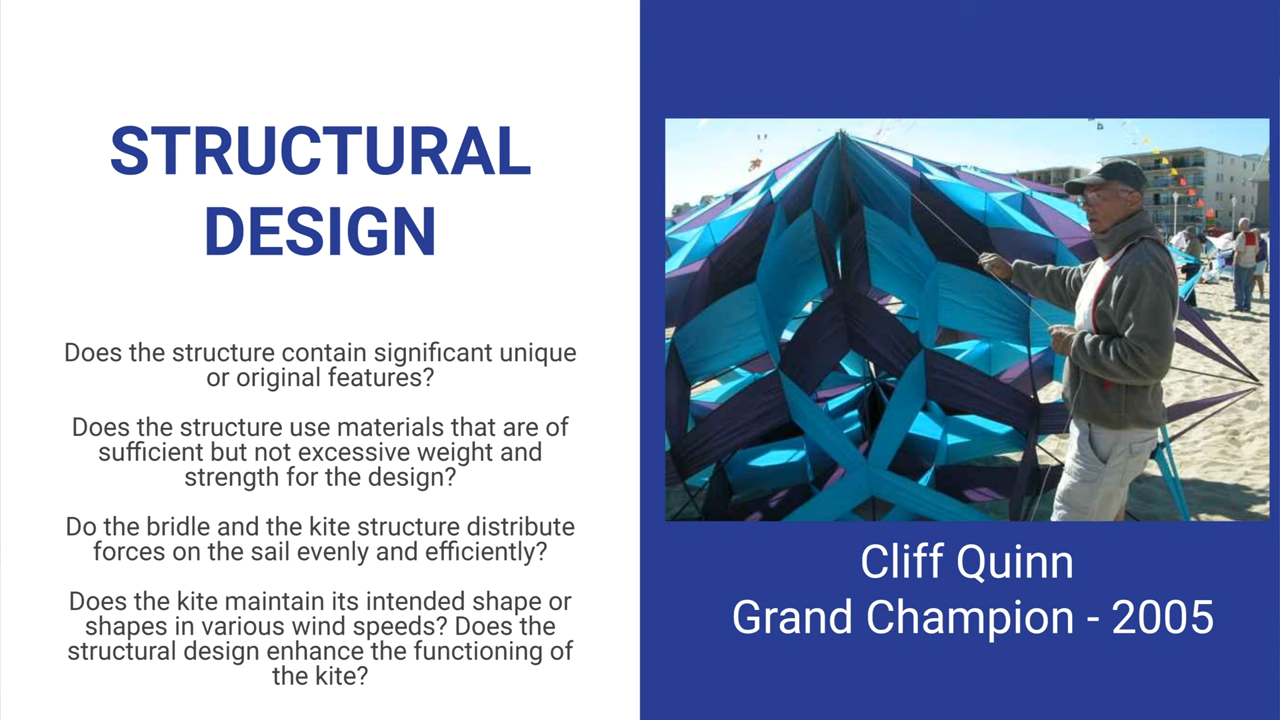 STRUCTURAL
DESIGN
Does the structure contain significant unique
or original features?
Does the structure use materials that are of
sufficient but not excessive weight and
strength for the design?
Do the bridle and the kite structure distribute
forces on the sail evenly and efficiently?
Does the kite maintain its intended shape or
shapes in various wind speeds? Does the
structural design enhance the functioning of
the kite?
Cliff Quinn
Grand Champion - 2005